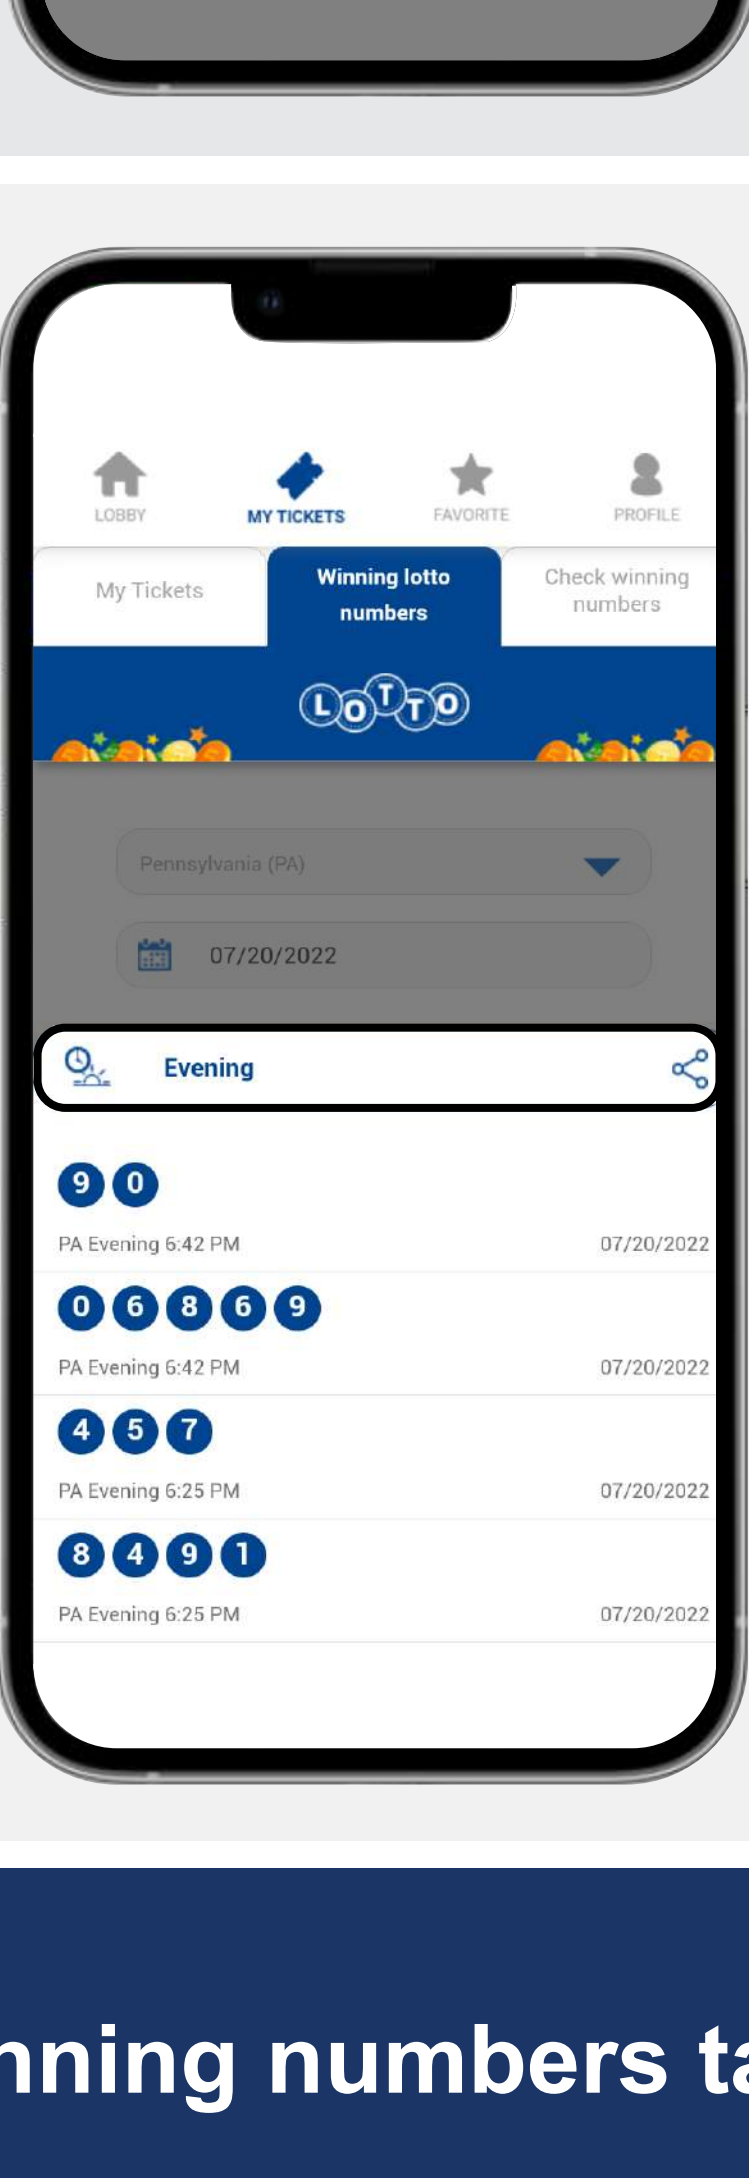 LOBBY
MY TICKETS
FAVORITE
PROFILE
My Tickets
Winning lotto
numbers
Check winning
numbers
LOTTO
Pennsylvania (PA)
07/20/2022
Evening
9 0
PA Evening 6:42 PM 07/20/2022
0 6 8 6 9
PA Evening 6:42 PM 07/20/2022
4 5 7
PA Evening 6:25 PM 07/20/2022
8 4 9 1
PA Evening 6:25 PM 07/20/2022
nning numbers ta